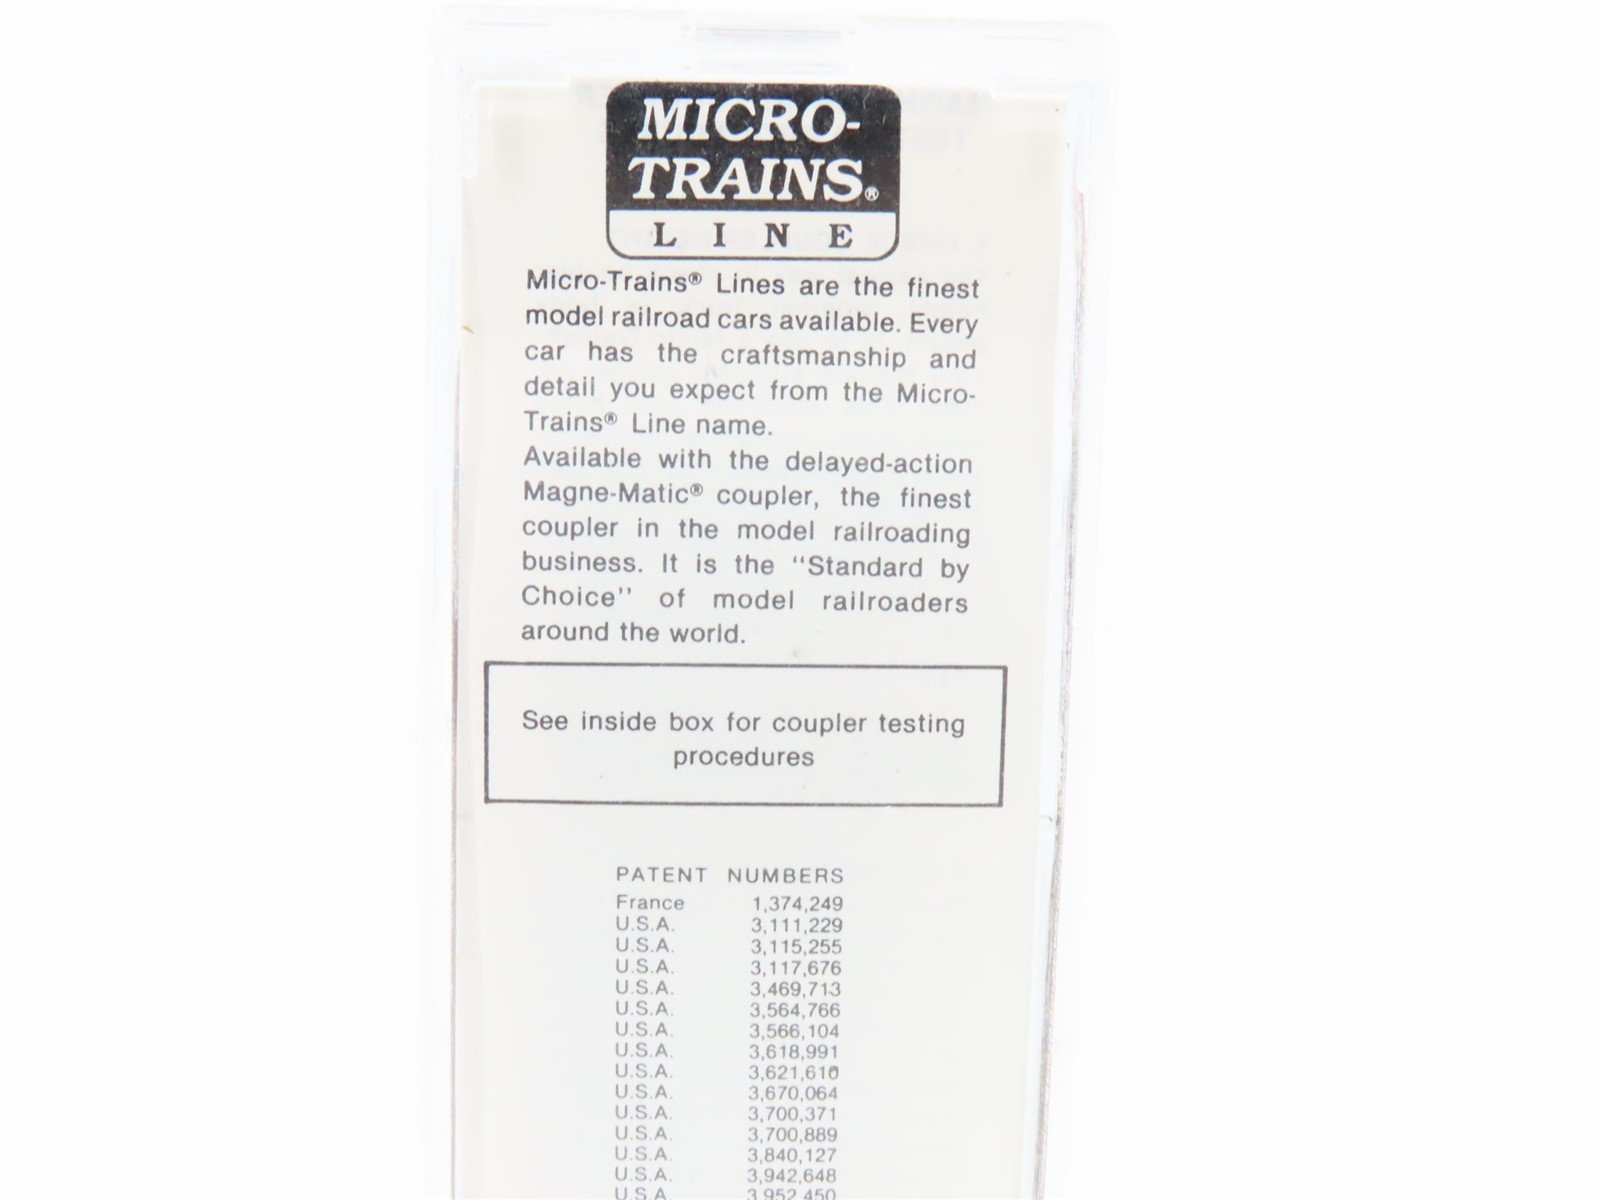 MICRO-
TRAINS®
LINE
Micro-Trains® Lines are the finest
model railroad cars available. Every
car has the craftsmanship and
detail you expect from the Micro-
Trains® Line name.
Available with the delayed-action
Magne-Matic® coupler, the finest
coupler in the model railroading
business. It is the “Standard by
Choice” of model railroaders
around the world.
See inside box for coupler testing
procedures
PATENT NUMBERS
France 1,374,249
U.S.A. 3,111,229
U.S.A. 3,115,255
U.S.A. 3,117,676
U.S.A. 3,469,713
U.S.A. 3,564,766
U.S.A. 3,566,104
U.S.A. 3,618,991
U.S.A. 3,621,610
U.S.A. 3,670,064
U.S.A. 3,700,371
U.S.A. 3,700,889
U.S.A. 3,840,127
U.S.A. 3,942,648
U.S.A. 3,952,450